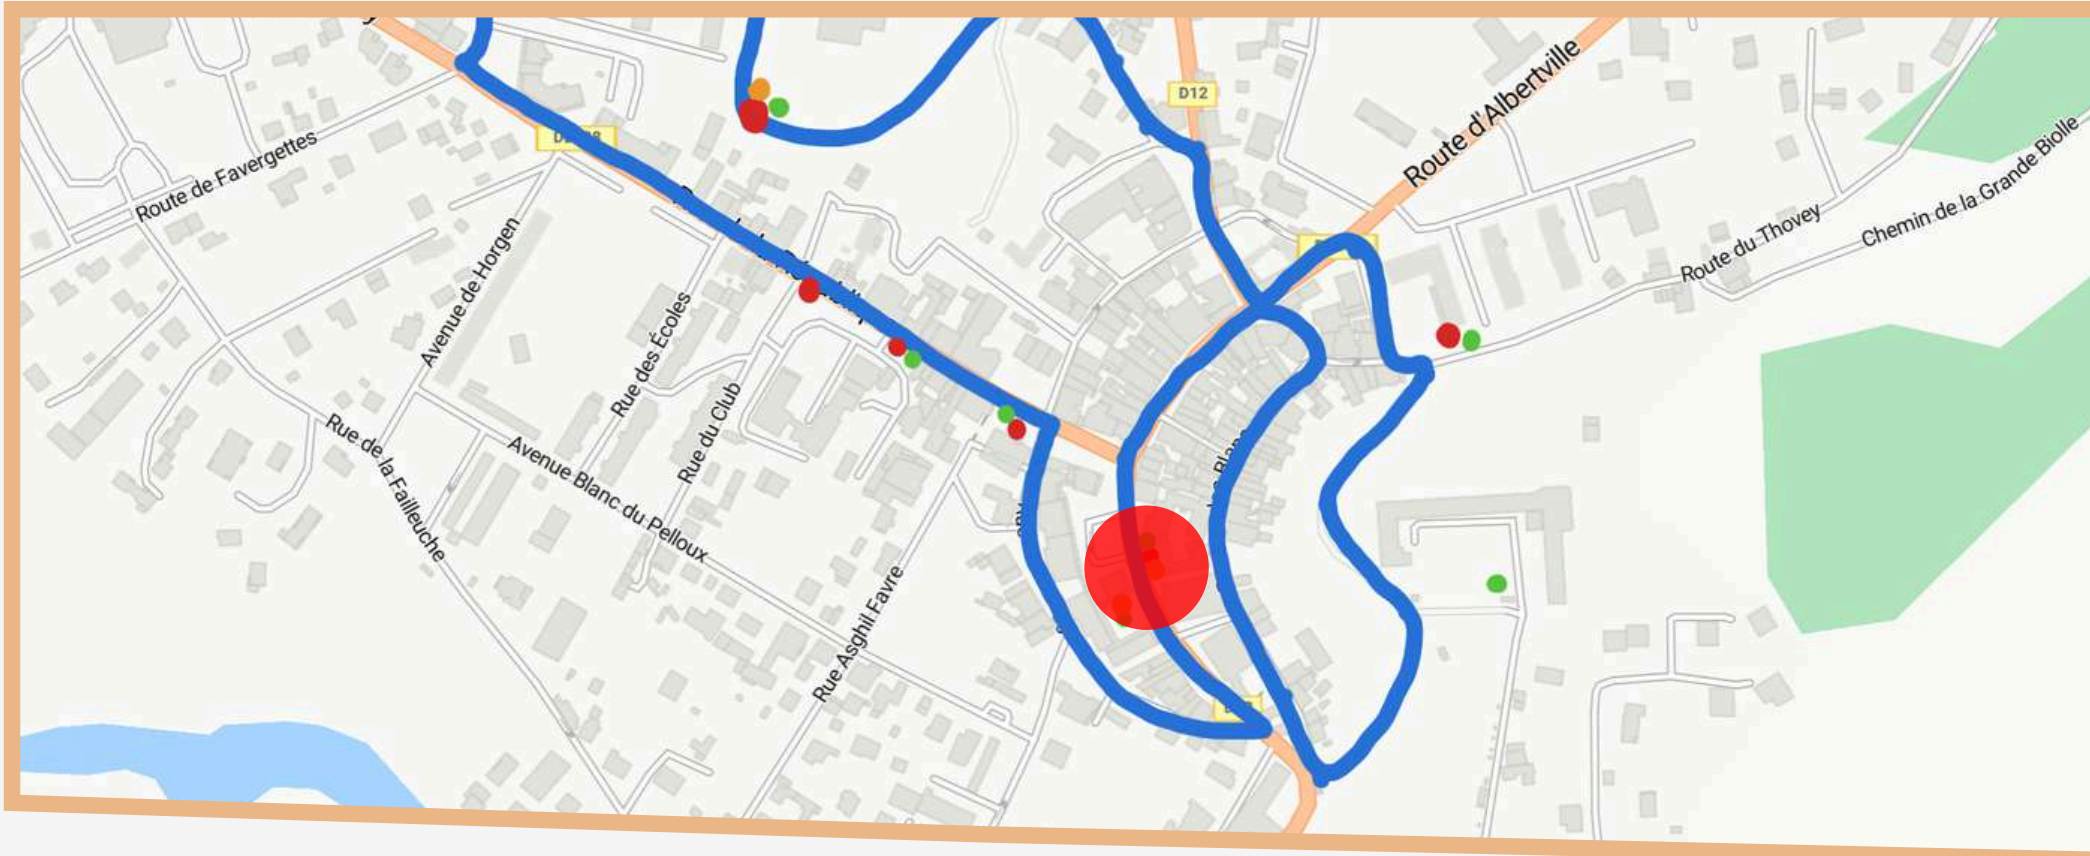 D12
Route d'Albertville
Route de Favergettes
Chemin de la Grande Biolle
Route du Thovey
Avenue de Horgen
Rue des Écoles
Rue du Club
Rue de la Failleuche
Avenue Blanc du Pelloux
Rue Asghil Favre